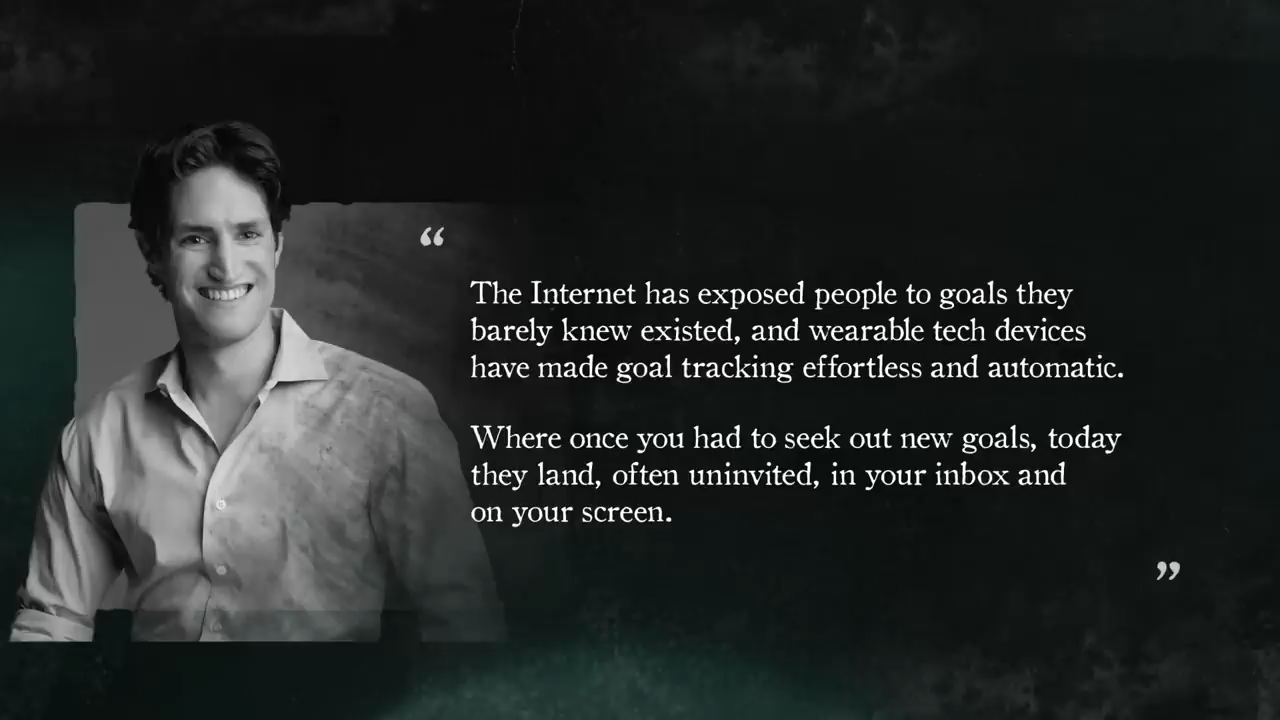 “
The Internet has exposed people to goals they
barely knew existed, and wearable tech devices
have made goal tracking effortless and automatic.
Where once you had to seek out new goals, today
they land, often uninvited, in your inbox and
on your screen.
”